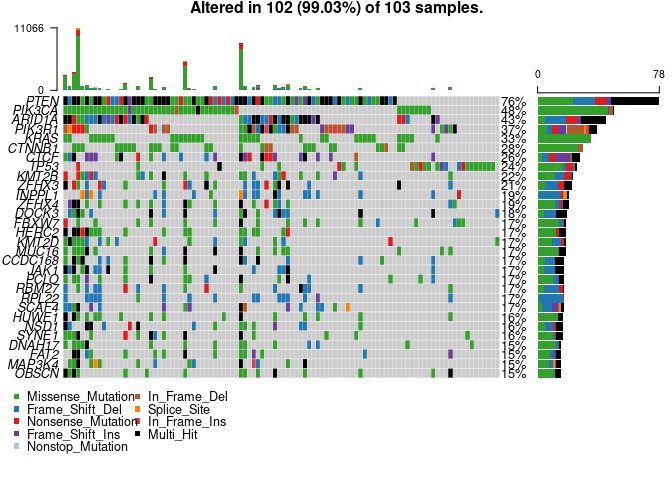 Altered in 102 (99.03%) of 103 samples.
11066
0
0 78
PTEN 76%
PIK3CA 48%
ARID1A 43%
PIK3R1 37%
KRAS 33%
CTNNB1 28%
CTCF 26%
TP53 24%
KMT2B 22%
ZFHX3 21%
INPPL1 19%
ZFHX4 18%
DOCK3 18%
FBXW7 17%
HERC2 17%
KMT2D 17%
MUC16 17%
CCDC168 17%
JAK1 17%
PCLO 17%
RBM27 17%
RPL22 17%
SCAF4 17%
HUWE1 16%
NSD1 16%
SYNE1 16%
DNAH17 15%
FAT2 15%
MAP3K4 15%
OBSCN 15%
Missense_Mutation In_Frame_Del
Frame_Shift_Del Splice_Site
Nonsense_Mutation In_Frame_Ins
Frame_Shift_Ins Multi_Hit
Nonstop_Mutation